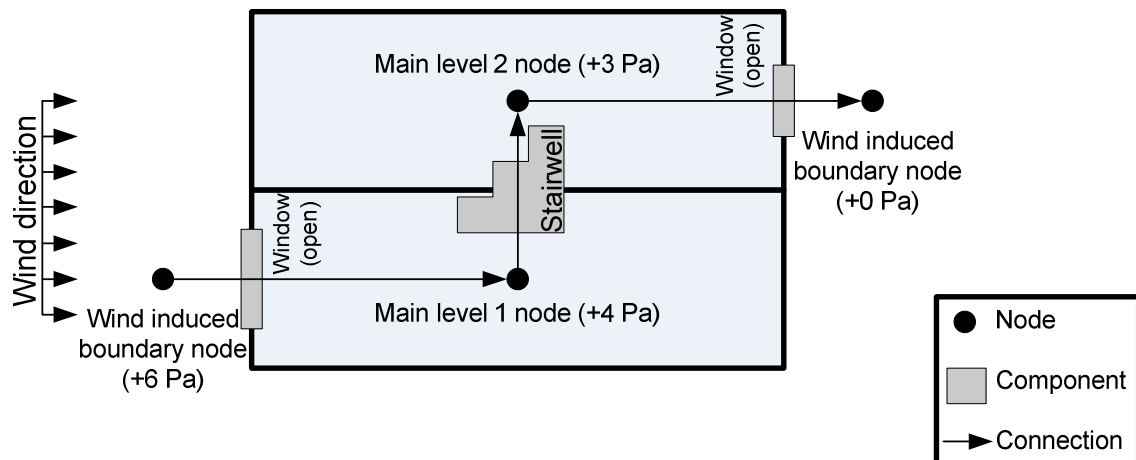 Wind direction
Wind induced
boundary node
(+6 Pa)
Window
(open)
Main level 2 node (+3 Pa)
Stairwell
Main level 1 node (+4 Pa)
Window
(open)
Wind induced
boundary node
(+0 Pa)
Node
Component
Connection